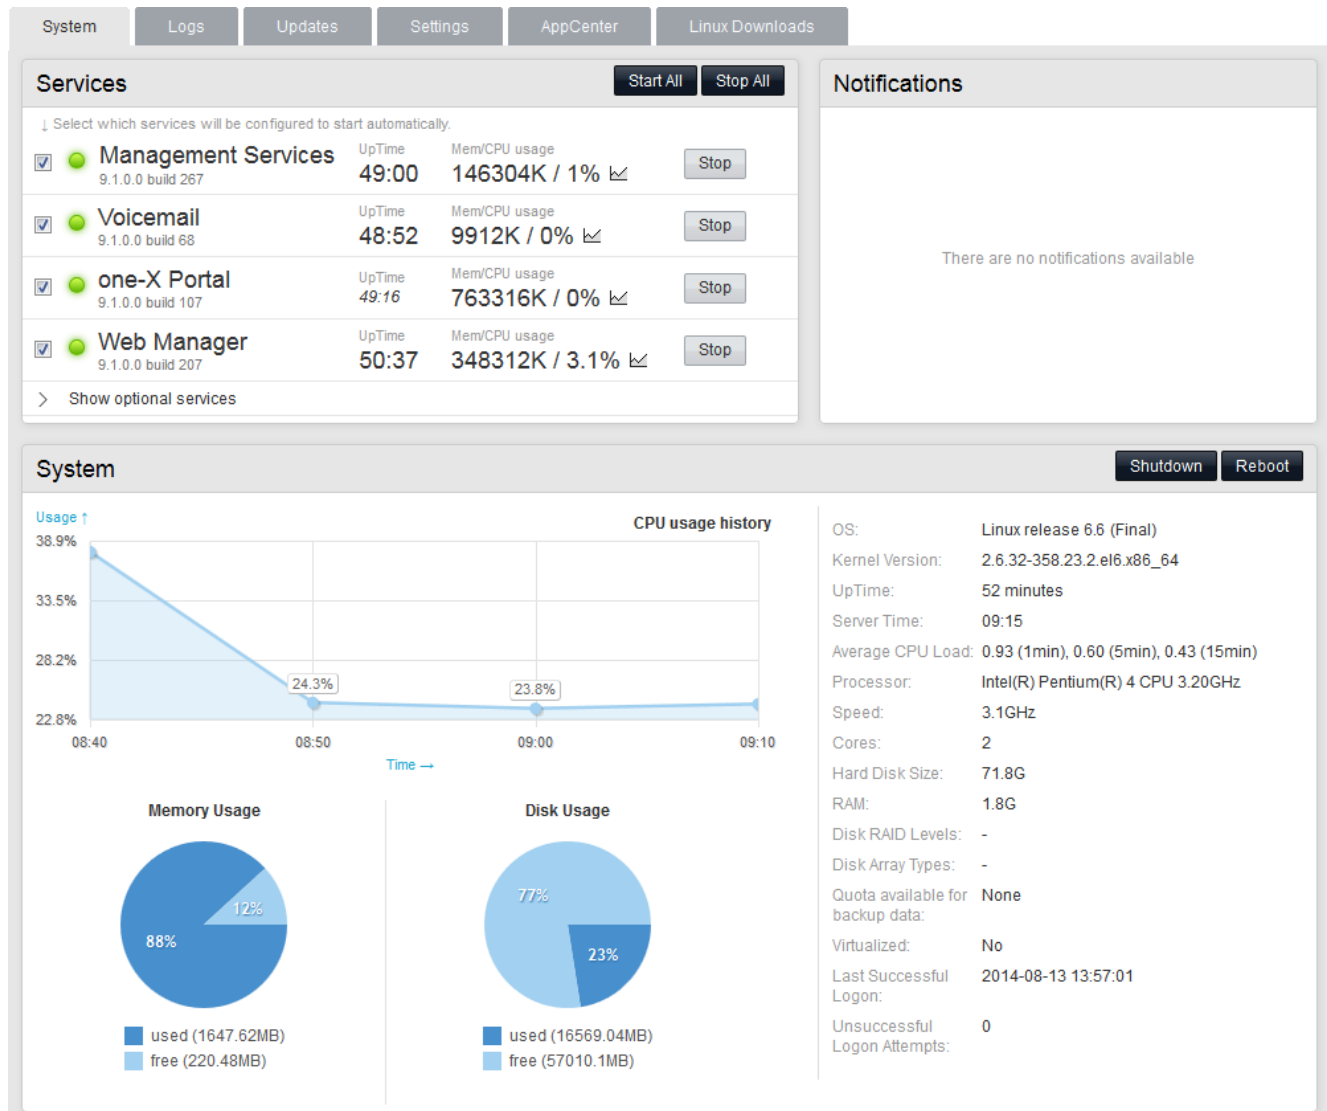 System Logs Updates Settings AppCenter Linux Downloads
Services Start All Stop All
↓ Select which services will be configured to start automatically.
Management Services
9.1.0.0 build 267
UpTime
49:00
Mem/CPU usage
146304K / 1%
Stop
Voicemail
9.1.0.0 build 68
UpTime
48:52
Mem/CPU usage
9912K / 0%
Stop
one-X Portal
9.1.0.0 build 107
UpTime
49:16
Mem/CPU usage
763316K / 0%
Stop
Web Manager
9.1.0.0 build 207
UpTime
50:37
Mem/CPU usage
348312K / 3.1%
Stop
Show optional services
Notifications
There are no notifications available
System Shutdown Reboot
Usage ↑
CPU usage history
38.9%
33.5%
28.2%
22.8%
24.3%
23.8%
08:40 08:50 09:00 09:10
Time →
Memory Usage
12%
88%
used (1647.62MB)
free (220.48MB)
Disk Usage
77%
23%
used (16569.04MB)
free (57010.1MB)
OS: Linux release 6.6 (Final)
Kernel Version: 2.6.32-358.23.2.el6.x86_64
UpTime: 52 minutes
Server Time: 09:15
Average CPU Load: 0.93 (1min), 0.60 (5min), 0.43 (15min)
Processor: Intel(R) Pentium(R) 4 CPU 3.20GHz
Speed: 3.1GHz
Cores: 2
Hard Disk Size: 71.8G
RAM: 1.8G
Disk RAID Levels: -
Disk Array Types: -
Quota available for None
backup data:
Virtualized: No
Last Successful 2014-08-13 13:57:01
Logon:
Unsuccessful 0
Logon Attempts: